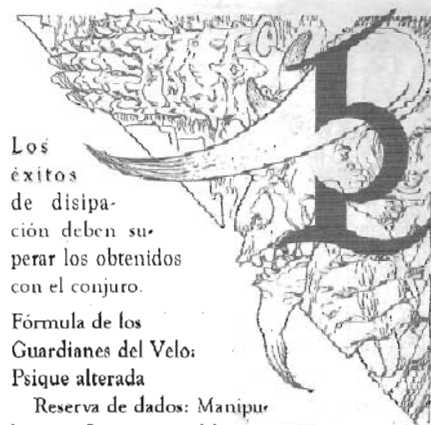 Los
éxitos
de disipa-
ción deben su-
perar los obtenidos
con el conjuro.
Fórmula de los
Guardianes del Velo:
Psique alterada
Reserva de dados: Manipu-